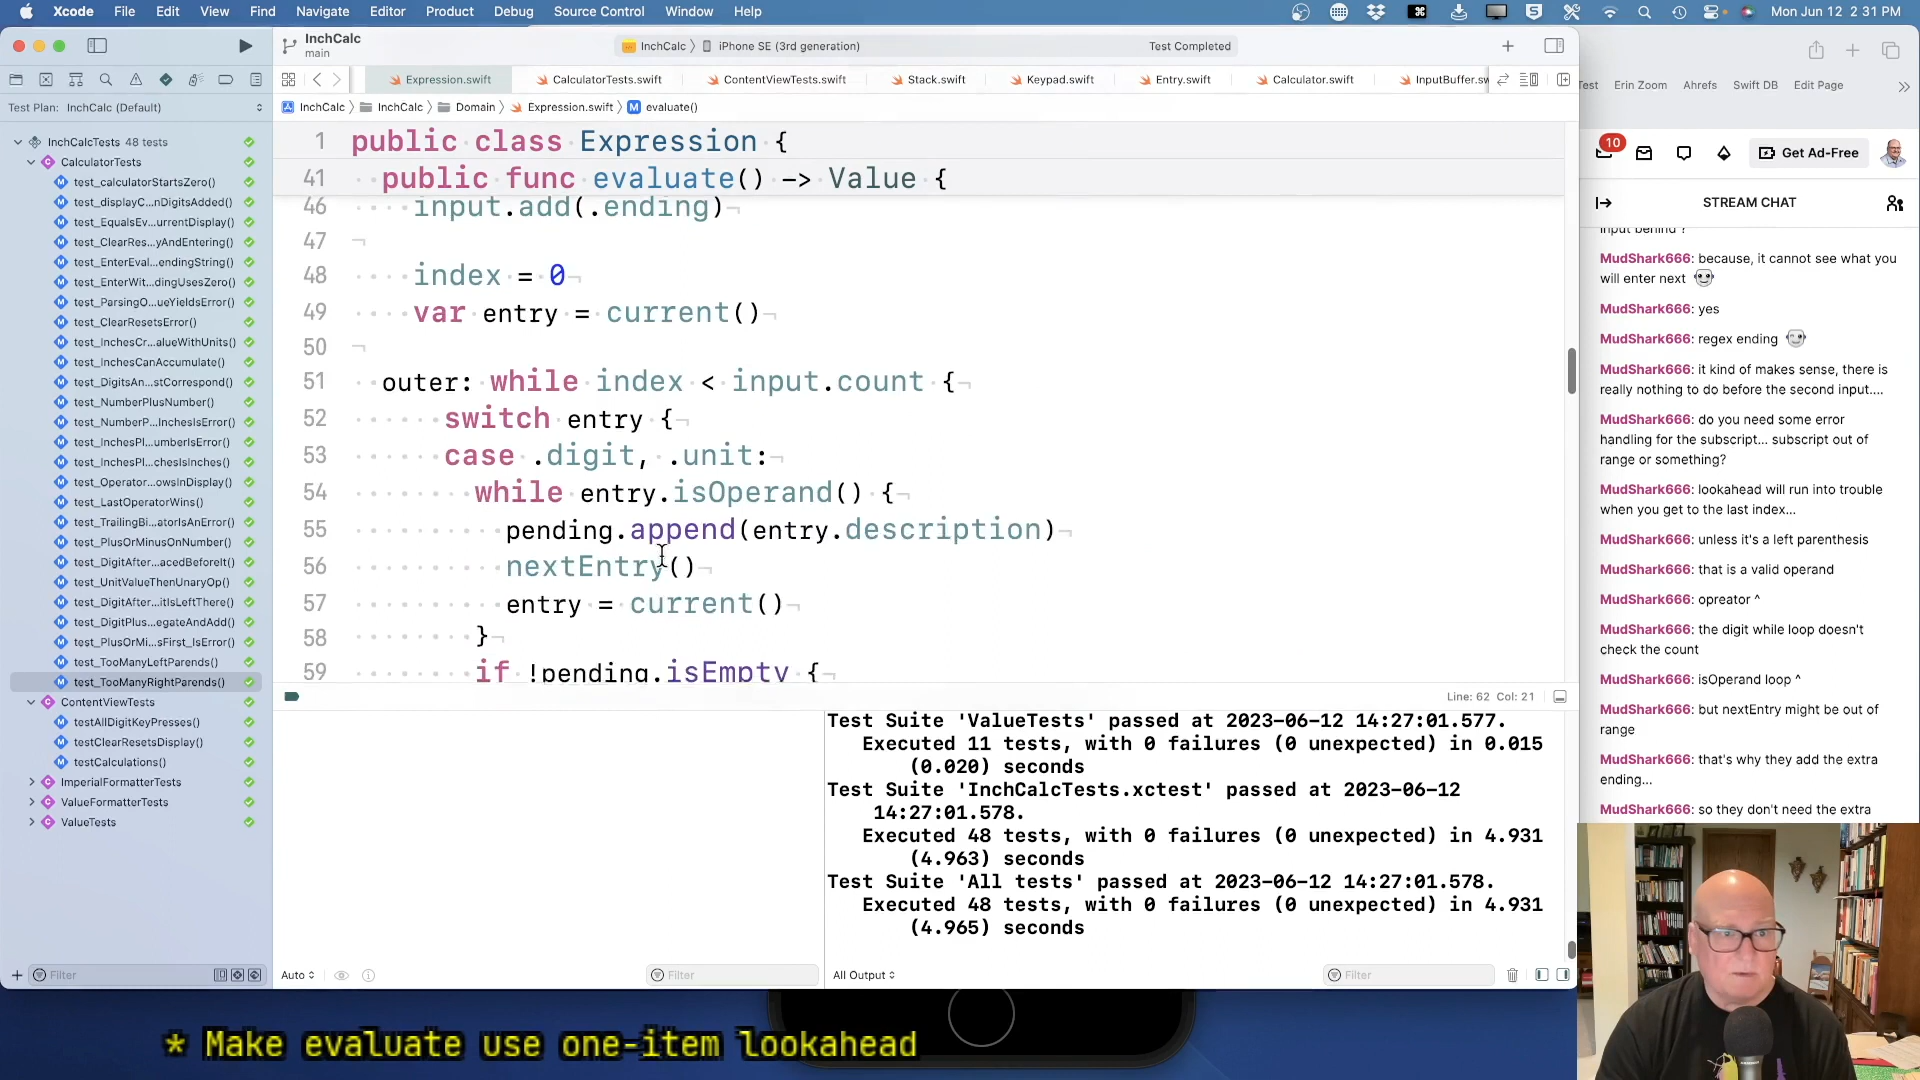 Xcode File Edit View Find Navigate Editor Product Debug Source Control Window Help
Mon Jun 12 2:31 PM
InchCalc
main
InchCalc iPhone SE (3rd generation)
Test Completed
Expression.swift CalculatorTests.swift ContentViewTests.swift Stack.swift Keypad.swift Entry.swift Calculator.swift InputBuffer.sw
Test Plan: InchCalc (Default)
InchCalc InchCalc Domain Expression.swift M evaluate()
InchCalcTests 48 tests
CalculatorTests
test_calculatorStartsZero()
test_displayC...nDigitsAdded()
test_EqualsEv...urrentDisplay()
test_ClearRes...yAndEntering()
test_EnterEval...endingString()
test_EnterWit...dingUsesZero()
test_ParsingO...ueYieldsError()
test_ClearResetsError()
test_InchesCr...alueWithUnits()
test_InchesCanAccumulate()
test_DigitsAn...stCorrespond()
test_NumberPlusNumber()
test_NumberP...nInchesIsError()
test_InchesPl...umberIsError()
test_InchesPl...chesIsInches()
test_Operator...owsInDisplay()
test_LastOperatorWins()
test_TrailingBi...atorIsAnError()
test_PlusOrMinusOnNumber()
test_DigitAfter...acedBeforeIt()
test_UnitValueThenUnaryOp()
test_DigitAfter...itIsLeftThere()
test_DigitPlus...egateAndAdd()
test_PlusOrMi...sFirst_IsError()
test_TooManyLeftParends()
test_TooManyRightParends()
ContentViewTests
testAllDigitKeyPresses()
testClearResetsDisplay()
testCalculations()
ImperialFormatterTests
ValueFormatterTests
ValueTests
Filter
1 public class Expression {
41 public func evaluate() -> Value {
46 input.add(.ending)
47
48 index = 0
49 var entry = current()
50
51 outer: while index < input.count {
52 switch entry {
53 case .digit, .unit:
54 while entry.isOperand() {
55 pending.append(entry.description)
56 nextEntry()
57 entry = current()
58 }
59 if !pending.isEmpty {
Line: 62 Col: 21
Test Suite 'ValueTests' passed at 2023-06-12 14:27:01.577.
Executed 11 tests, with 0 failures (0 unexpected) in 0.015
(0.020) seconds
Test Suite 'InchCalcTests.xctest' passed at 2023-06-12
14:27:01.578.
Executed 48 tests, with 0 failures (0 unexpected) in 4.931
(4.963) seconds
Test Suite 'All tests' passed at 2023-06-12 14:27:01.578.
Executed 48 tests, with 0 failures (0 unexpected) in 4.931
(4.965) seconds
Auto
Filter
All Output
Filter
Test Erin Zoom Ahrefs Swift DB Edit Page
10
Get Ad-Free
STREAM CHAT
input behind ?
MudShark666: because, it cannot see what you
will enter next
MudShark666: yes
MudShark666: regex ending
MudShark666: it kind of makes sense, there is
really nothing to do before the second input....
MudShark666: do you need some error
handling for the subscript... subscript out of
range or something?
MudShark666: lookahead will run into trouble
when you get to the last index...
MudShark666: unless it's a left parenthesis
MudShark666: that is a valid operand
MudShark666: opreator ^
MudShark666: the digit while loop doesn't
check the count
MudShark666: isOperand loop ^
MudShark666: but nextEntry might be out of
range
MudShark666: that's why they add the extra
ending...
MudShark666: so they don't need the extra
* Make evaluate use one-item lookahead